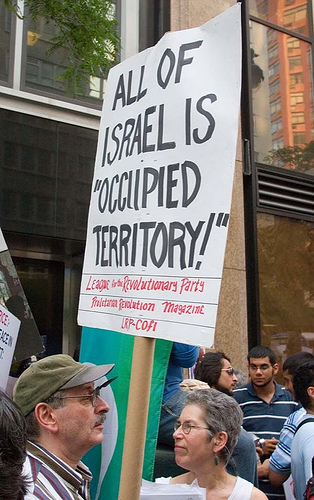 ALL OF
ISRAEL IS
"OCCUPIED
TERRITORY!"
League for the Revolutionary Party
Proletarian Revolution Magazine
LRP-COFI